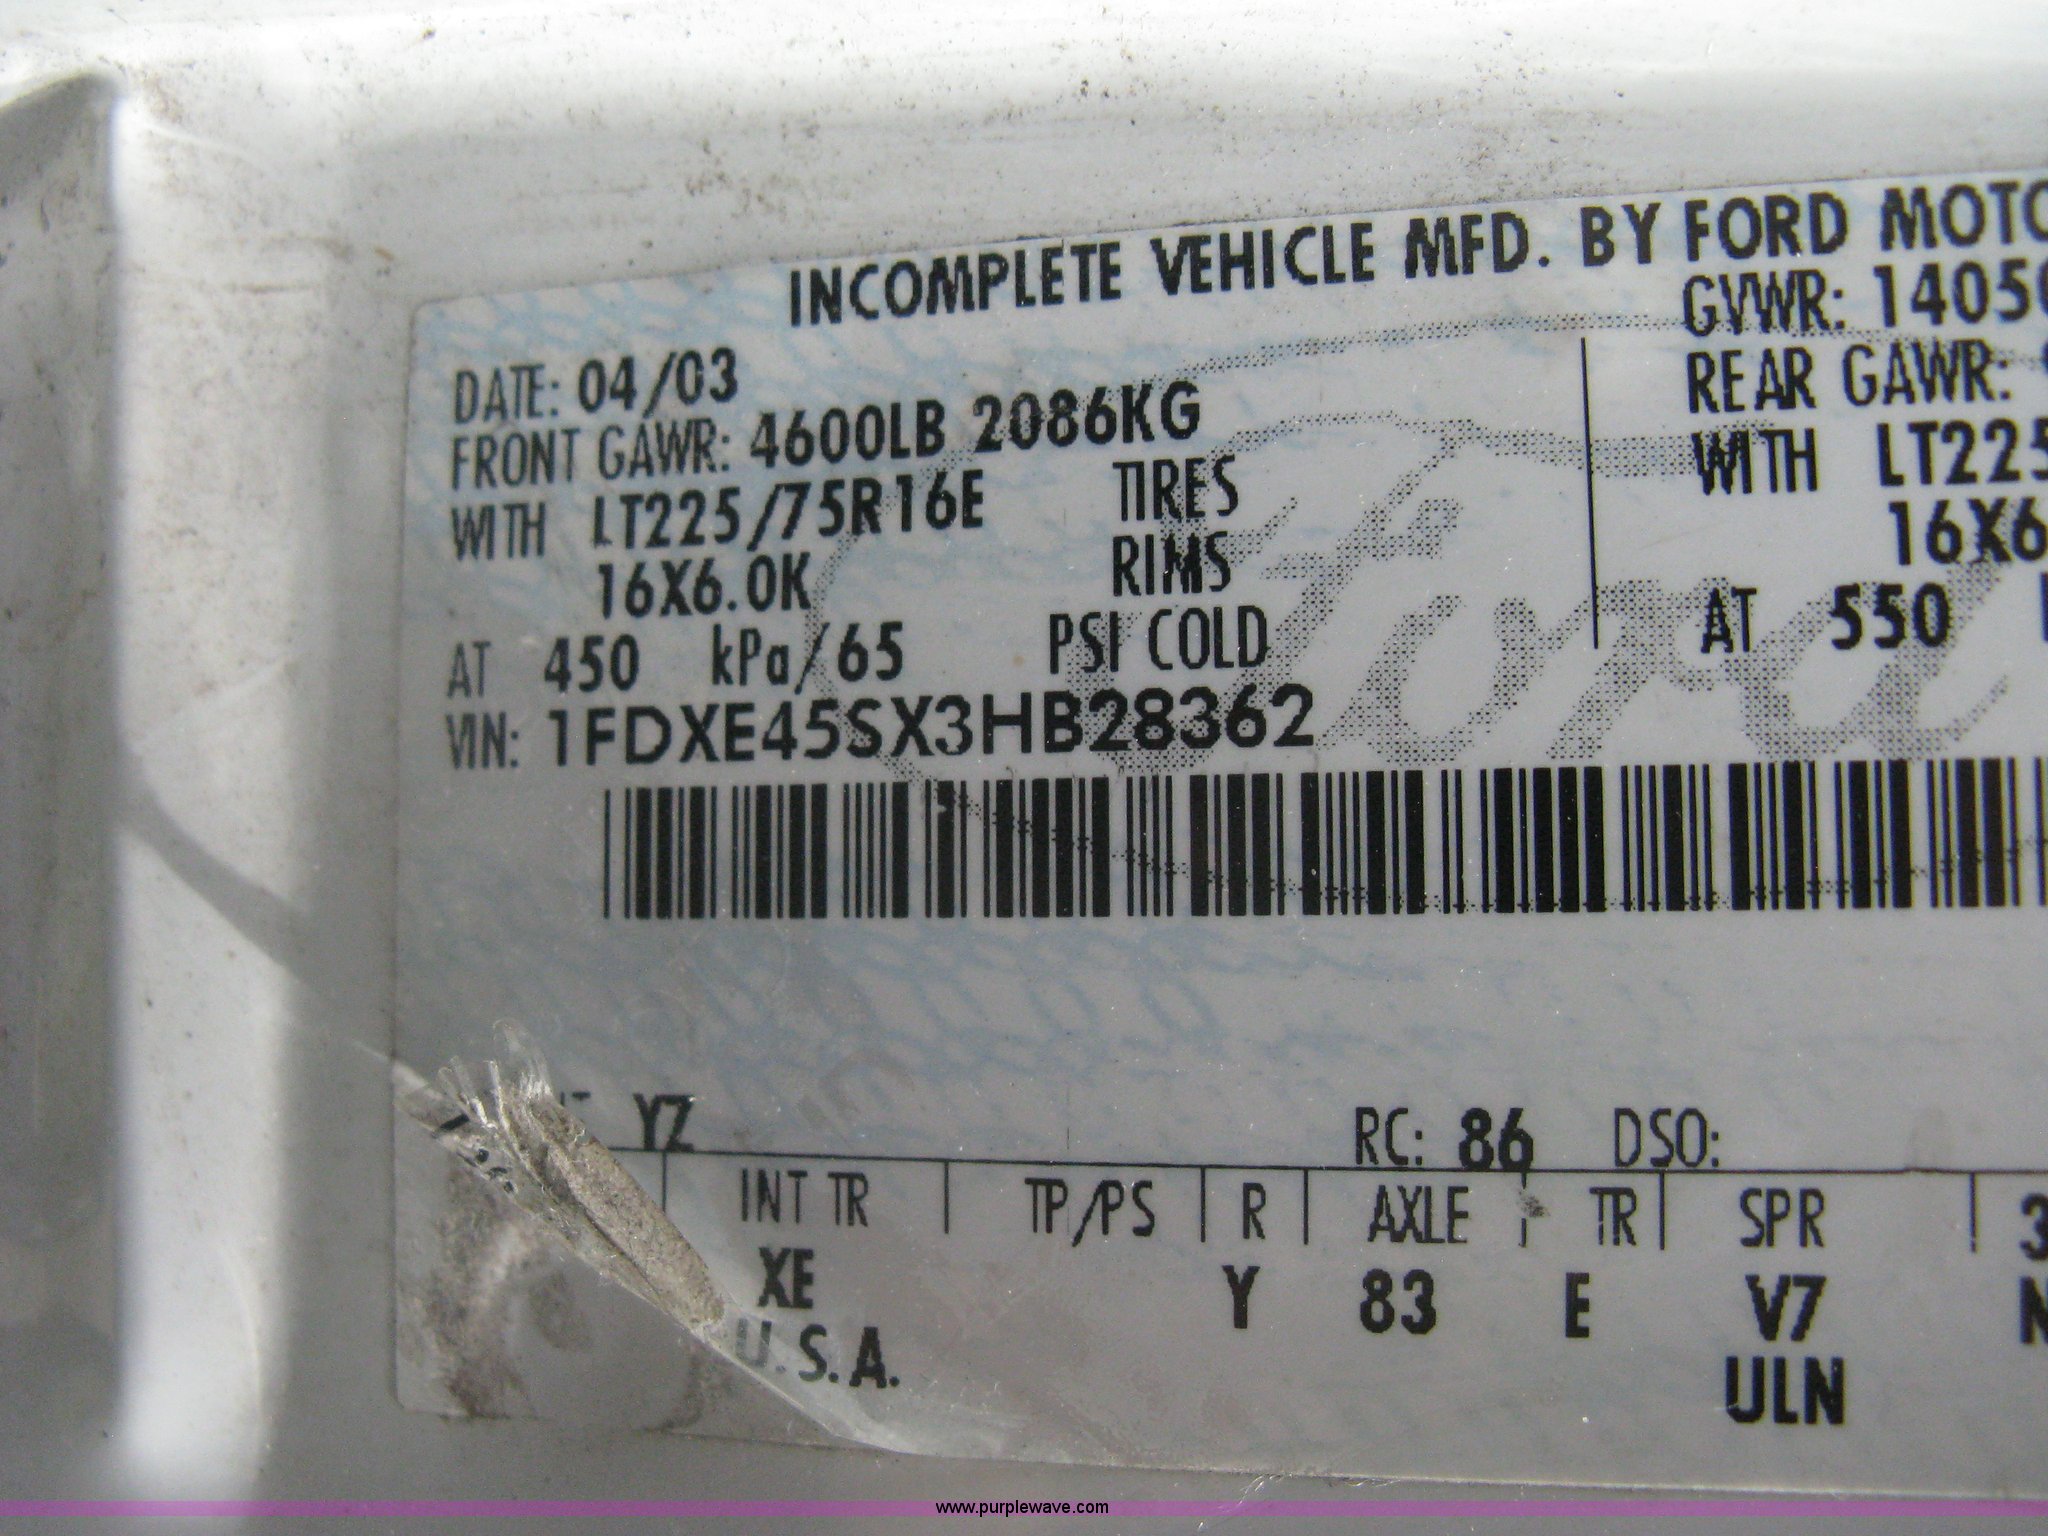 INCOMPLETE VEHICLE MFD. BY FORD MOTO
GVWR: 1405
DATE: 04/03
FRONT GAWR: 4600LB 2086KG
REAR GAWR:
WITH LT225/75R16E TIRES
WITH LT225
16X6.0K RIMS
16X6
AT 450 kPa/65 PSI COLD
AT 550
VIN: 1FDXE45SX3HB28362
Ford
YZ
RC: 86 DSO:
INT TR TP/PS R AXLE TR SPR
XE Y 83 E V7
U.S.A. ULN
www.purplewave.com